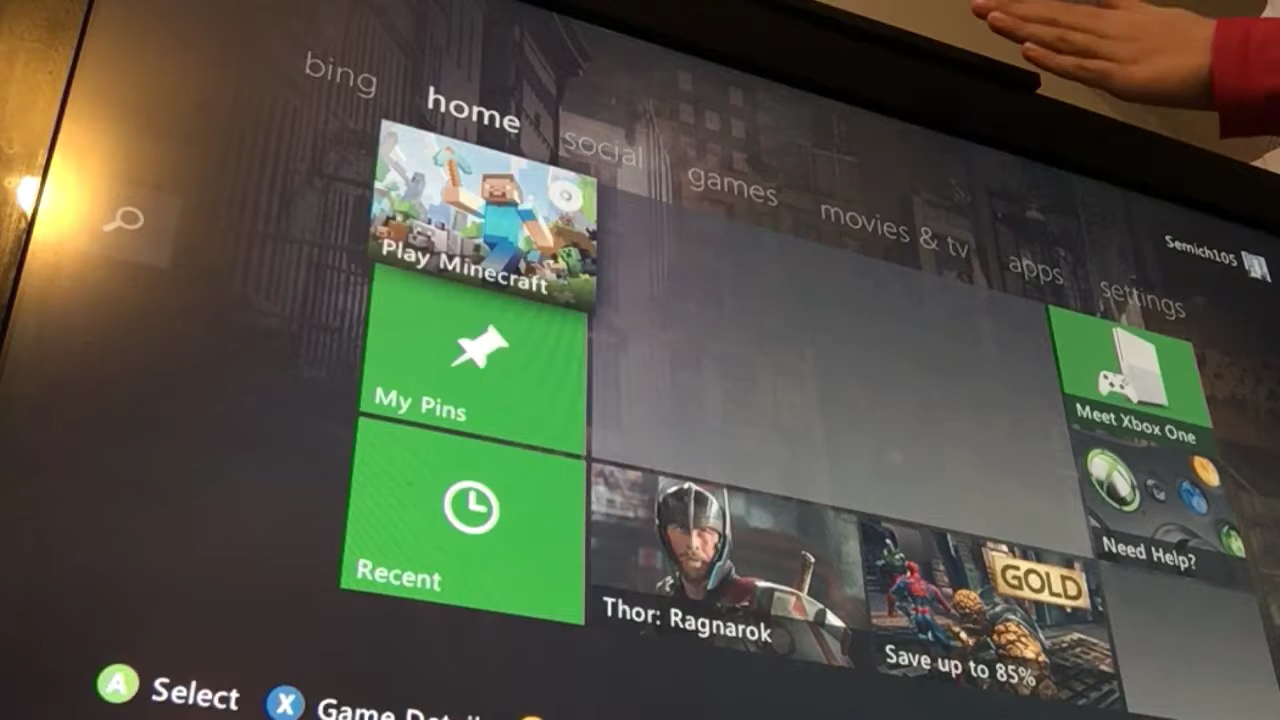 bing
home
social
games
movies & tv
apps
settings
Semich105
Play Minecraft
My Pins
Recent
Thor: Ragnarok
GOLD
Save up to 85%
Meet Xbox One
Need Help?
A Select
X Game